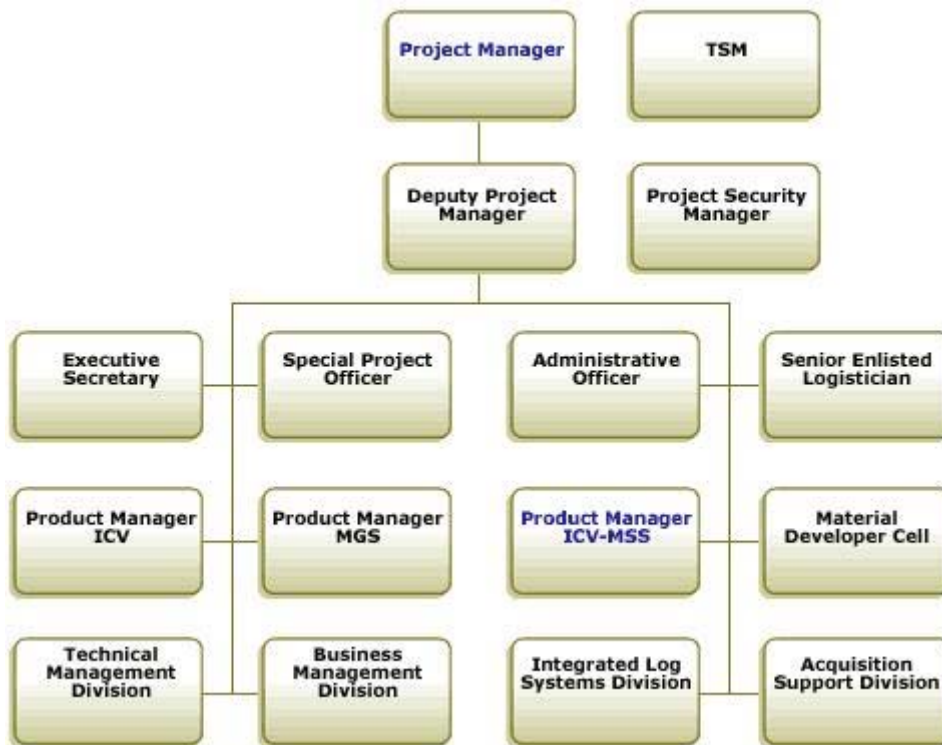 Project Manager
TSM
Deputy Project
Manager
Project Security
Manager
Executive
Secretary
Special Project
Officer
Administrative
Officer
Senior Enlisted
Logistician
Product Manager
ICV
Product Manager
MGS
Product Manager
ICV-MSS
Material
Developer Cell
Technical
Management
Division
Business
Management
Division
Integrated Log
Systems Division
Acquisition
Support Division